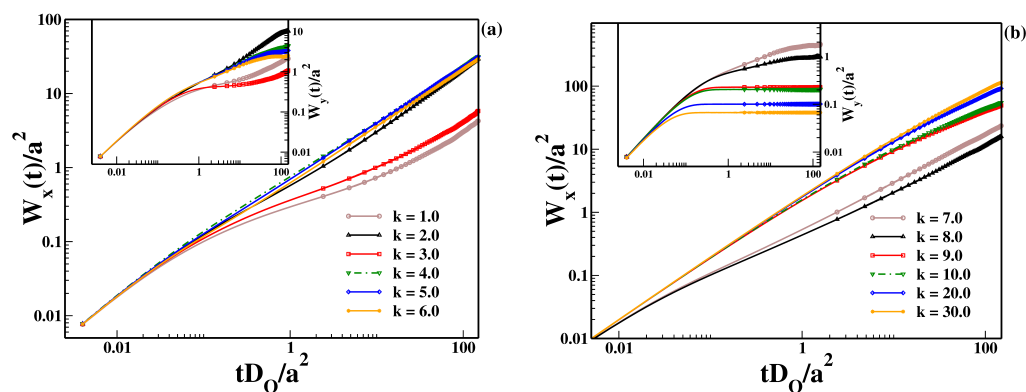 (a)
W_x(t)/a^2
100
10
1
0.1
0.01
0.01
1
100
tD_O/a^2
0.01
1
100
10
1
0.1
W_y(t)/a^2
k = 1.0
k = 2.0
k = 3.0
k = 4.0
k = 5.0
k = 6.0
(b)
W_x(t)/a^2
100
10
1
0.1
0.01
0.01
1
100
tD_O/a^2
0.01
1
100
1
0.1
0.01
W_y(t)/a^2
k = 7.0
k = 8.0
k = 9.0
k = 10.0
k = 20.0
k = 30.0